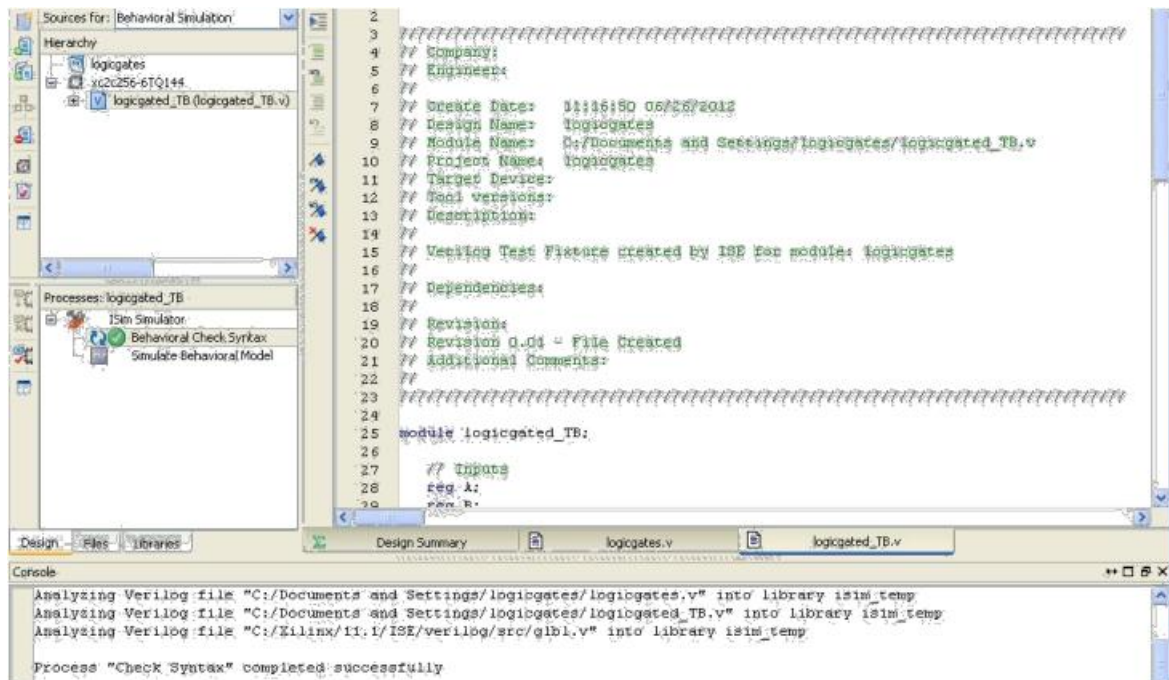 Sources for: Behavioral Simulation
Hierarchy
logicgates
xc2c256-6TQ144
logicgated_TB (logicgated_TB.v)
Processes: logicgated_TB
ISim Simulator
Behavioral Check Syntax
Simulate Behavioral Model
Design
Files
Libraries
2
3 ////////////////////////////////////////////////////////////////////////////////
4 // Company:
5 // Engineer:
6 //
7 // Create Date: 11:16:50 06/26/2012
8 // Design Name: logicgates
9 // Module Name: C:/Documents and Settings/logicgates/logicgated_TB.v
10 // Project Name: logicgates
11 // Target Device:
12 // Tool versions:
13 // Description:
14 //
15 // Verilog Test Fixture created by ISE for module: logicgates
16 //
17 // Dependencies:
18 //
19 // Revision:
20 // Revision 0.01 - File Created
21 // Additional Comments:
22 //
23 ////////////////////////////////////////////////////////////////////////////////
24
25 module logicgated_TB;
26
27 // Inputs
28 reg A;
29 reg B;
Design Summary
logicgates.v
logicgated_TB.v
Console
Analyzing Verilog file "C:/Documents and Settings/logicgates/logicgates.v" into library isim_temp
Analyzing Verilog file "C:/Documents and Settings/logicgates/logicgated_TB.v" into library isim_temp
Analyzing Verilog file "C:/Xilinx/11.1/ISE/verilog/src/glbl.v" into library isim_temp
Process "Check Syntax" completed successfully